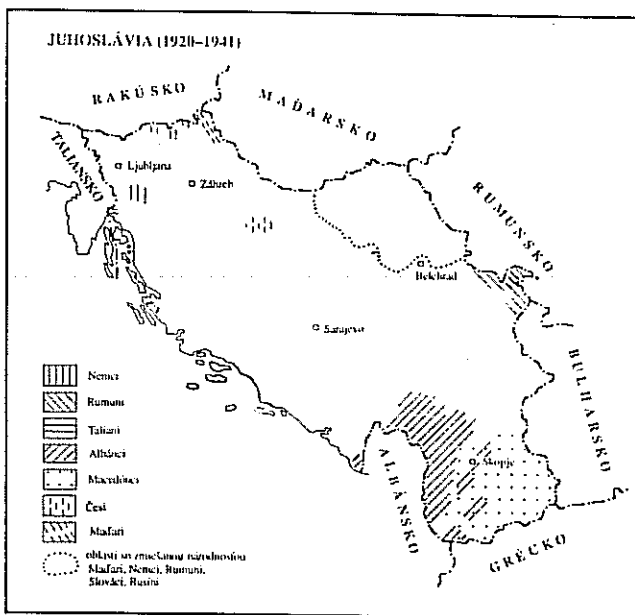 JUHOSLÁVIA (1920–1941)
RAKÚSKO
MAĎARSKO
TALIANSKO
Ljubljana
Záhreb
RUMUNSKO
Belehrad
Sarajevo
BULHARSKO
Nemci
Rumuni
Taliani
Albánci
Macedónci
Česi
Maďari
Skopje
ALBÁNSKO
GRÉCKO
oblasti so zmiešanou národnosťou
Maďari, Nemci, Rumuni,
Slováci, Rusíni